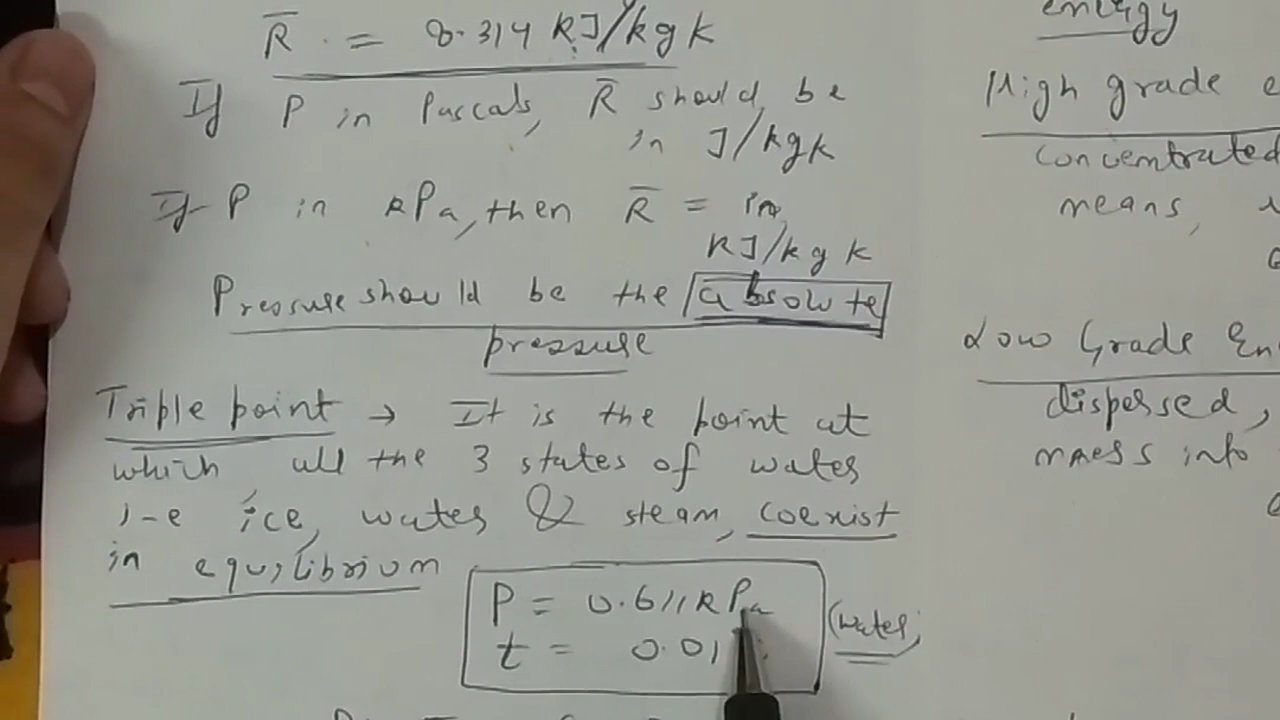 R̅ = 8.314 KJ/kg K
If P in Pascals, R̅ should be
in J/kgK
If P in KPa, then R̅ = in
KJ/kg K
Pressure should be the absolute
pressure
Triple point → It is the point at
which all the 3 states of water
i-e ice, water & steam, coexist
in equilibrium
P = 0.611KPa
t = 0.01
(water)
energy
High grade e
concentrated
means,
Low Grade En
dispersed,
mass into